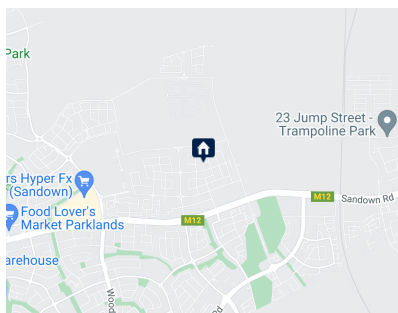 Park
23 Jump Street -
Trampoline Park
rs Hyper Fx
(Sandown)
M12
Sandown Rd
Food Lover's
Market Parklands
M12
arehouse
Wood
Rd